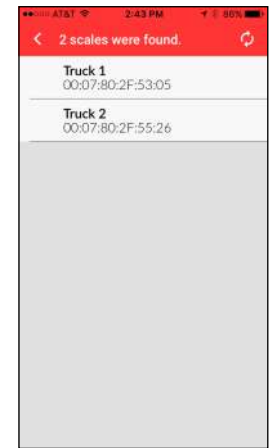 AT&T 2:43 PM 86%
2 scales were found.
Truck 1
00:07:80:2F:53:05
Truck 2
00:07:80:2F:55:26